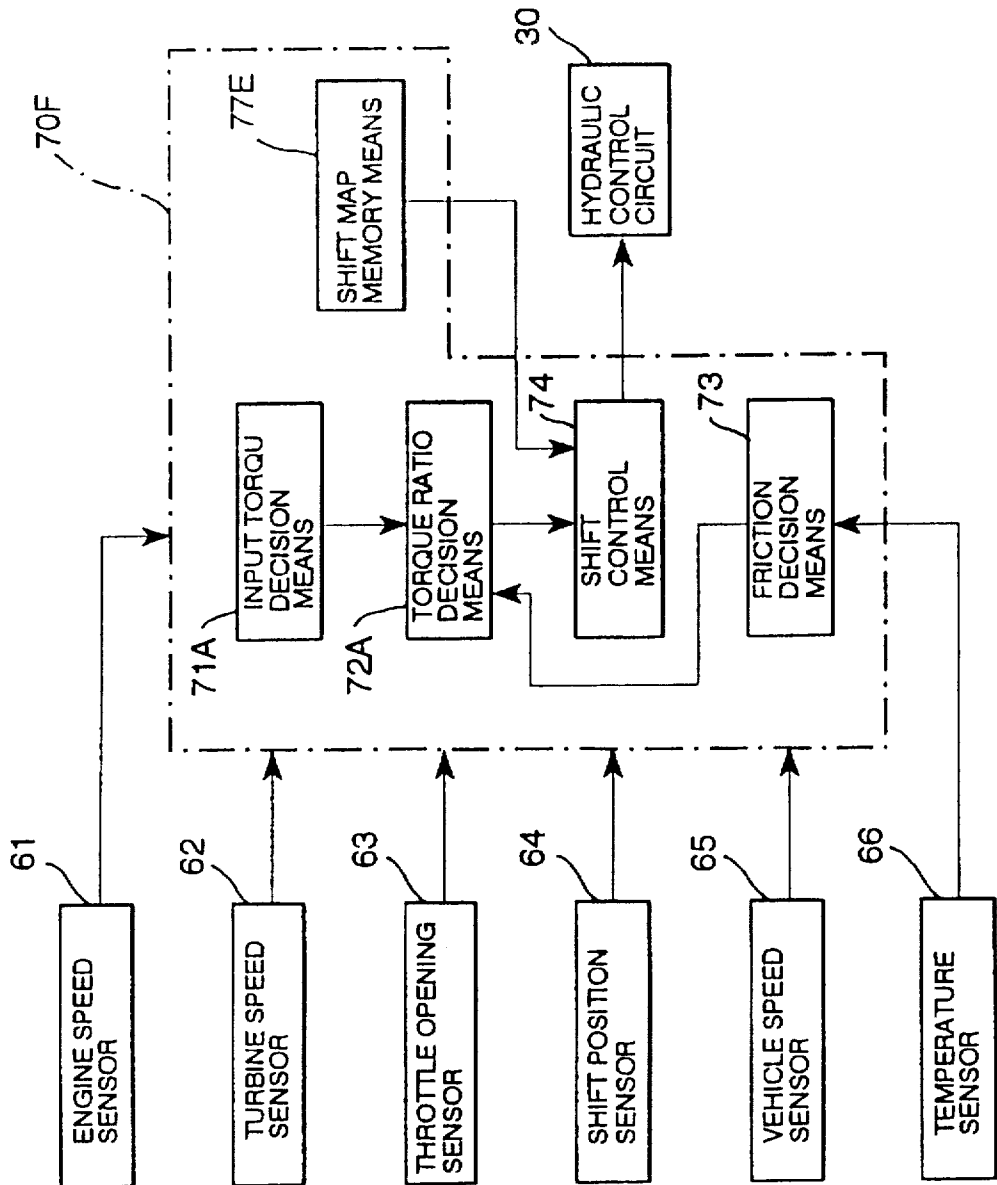 61
ENGINE SPEED
SENSOR
62
TURBINE SPEED
SENSOR
63
THROTTLE OPENING
SENSOR
64
SHIFT POSITION
SENSOR
65
VEHICLE SPEED
SENSOR
66
TEMPERATURE
SENSOR
70F
71A
INPUT TORQU
DECISION
MEANS
72A
TORQUE RATIO
DECISION
MEANS
74
SHIFT
CONTROL
MEANS
73
FRICTION
DECISION
MEANS
77E
SHIFT MAP
MEMORY MEANS
30
HYDRAULIC
CONTROL
CIRCUIT